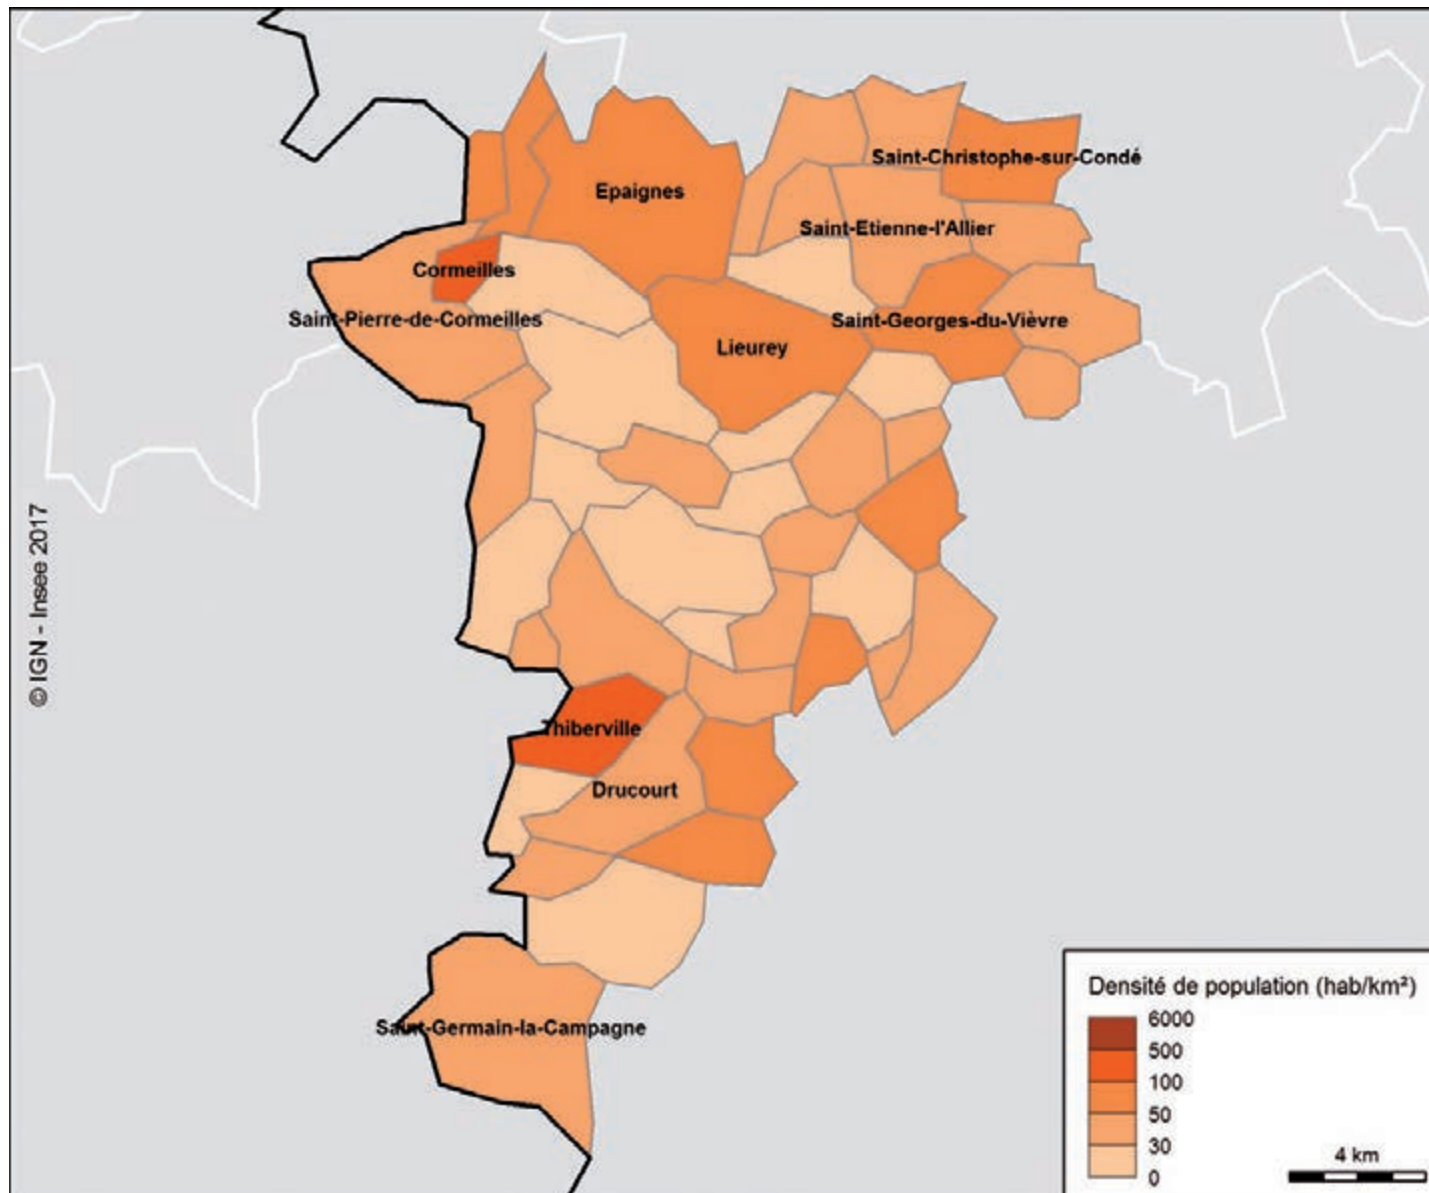 Saint-Christophe-sur-Condé
Epaignes
Saint-Etienne-l'Allier
Cormeilles
Saint-Pierre-de-Cormeilles
Saint-Georges-du-Vièvre
Lieurey
© IGN - Insee 2017
Thiberville
Drucourt
Saint-Germain-la-Campagne
Densité de population (hab/km²)
6000
500
100
50
30
0
4 km